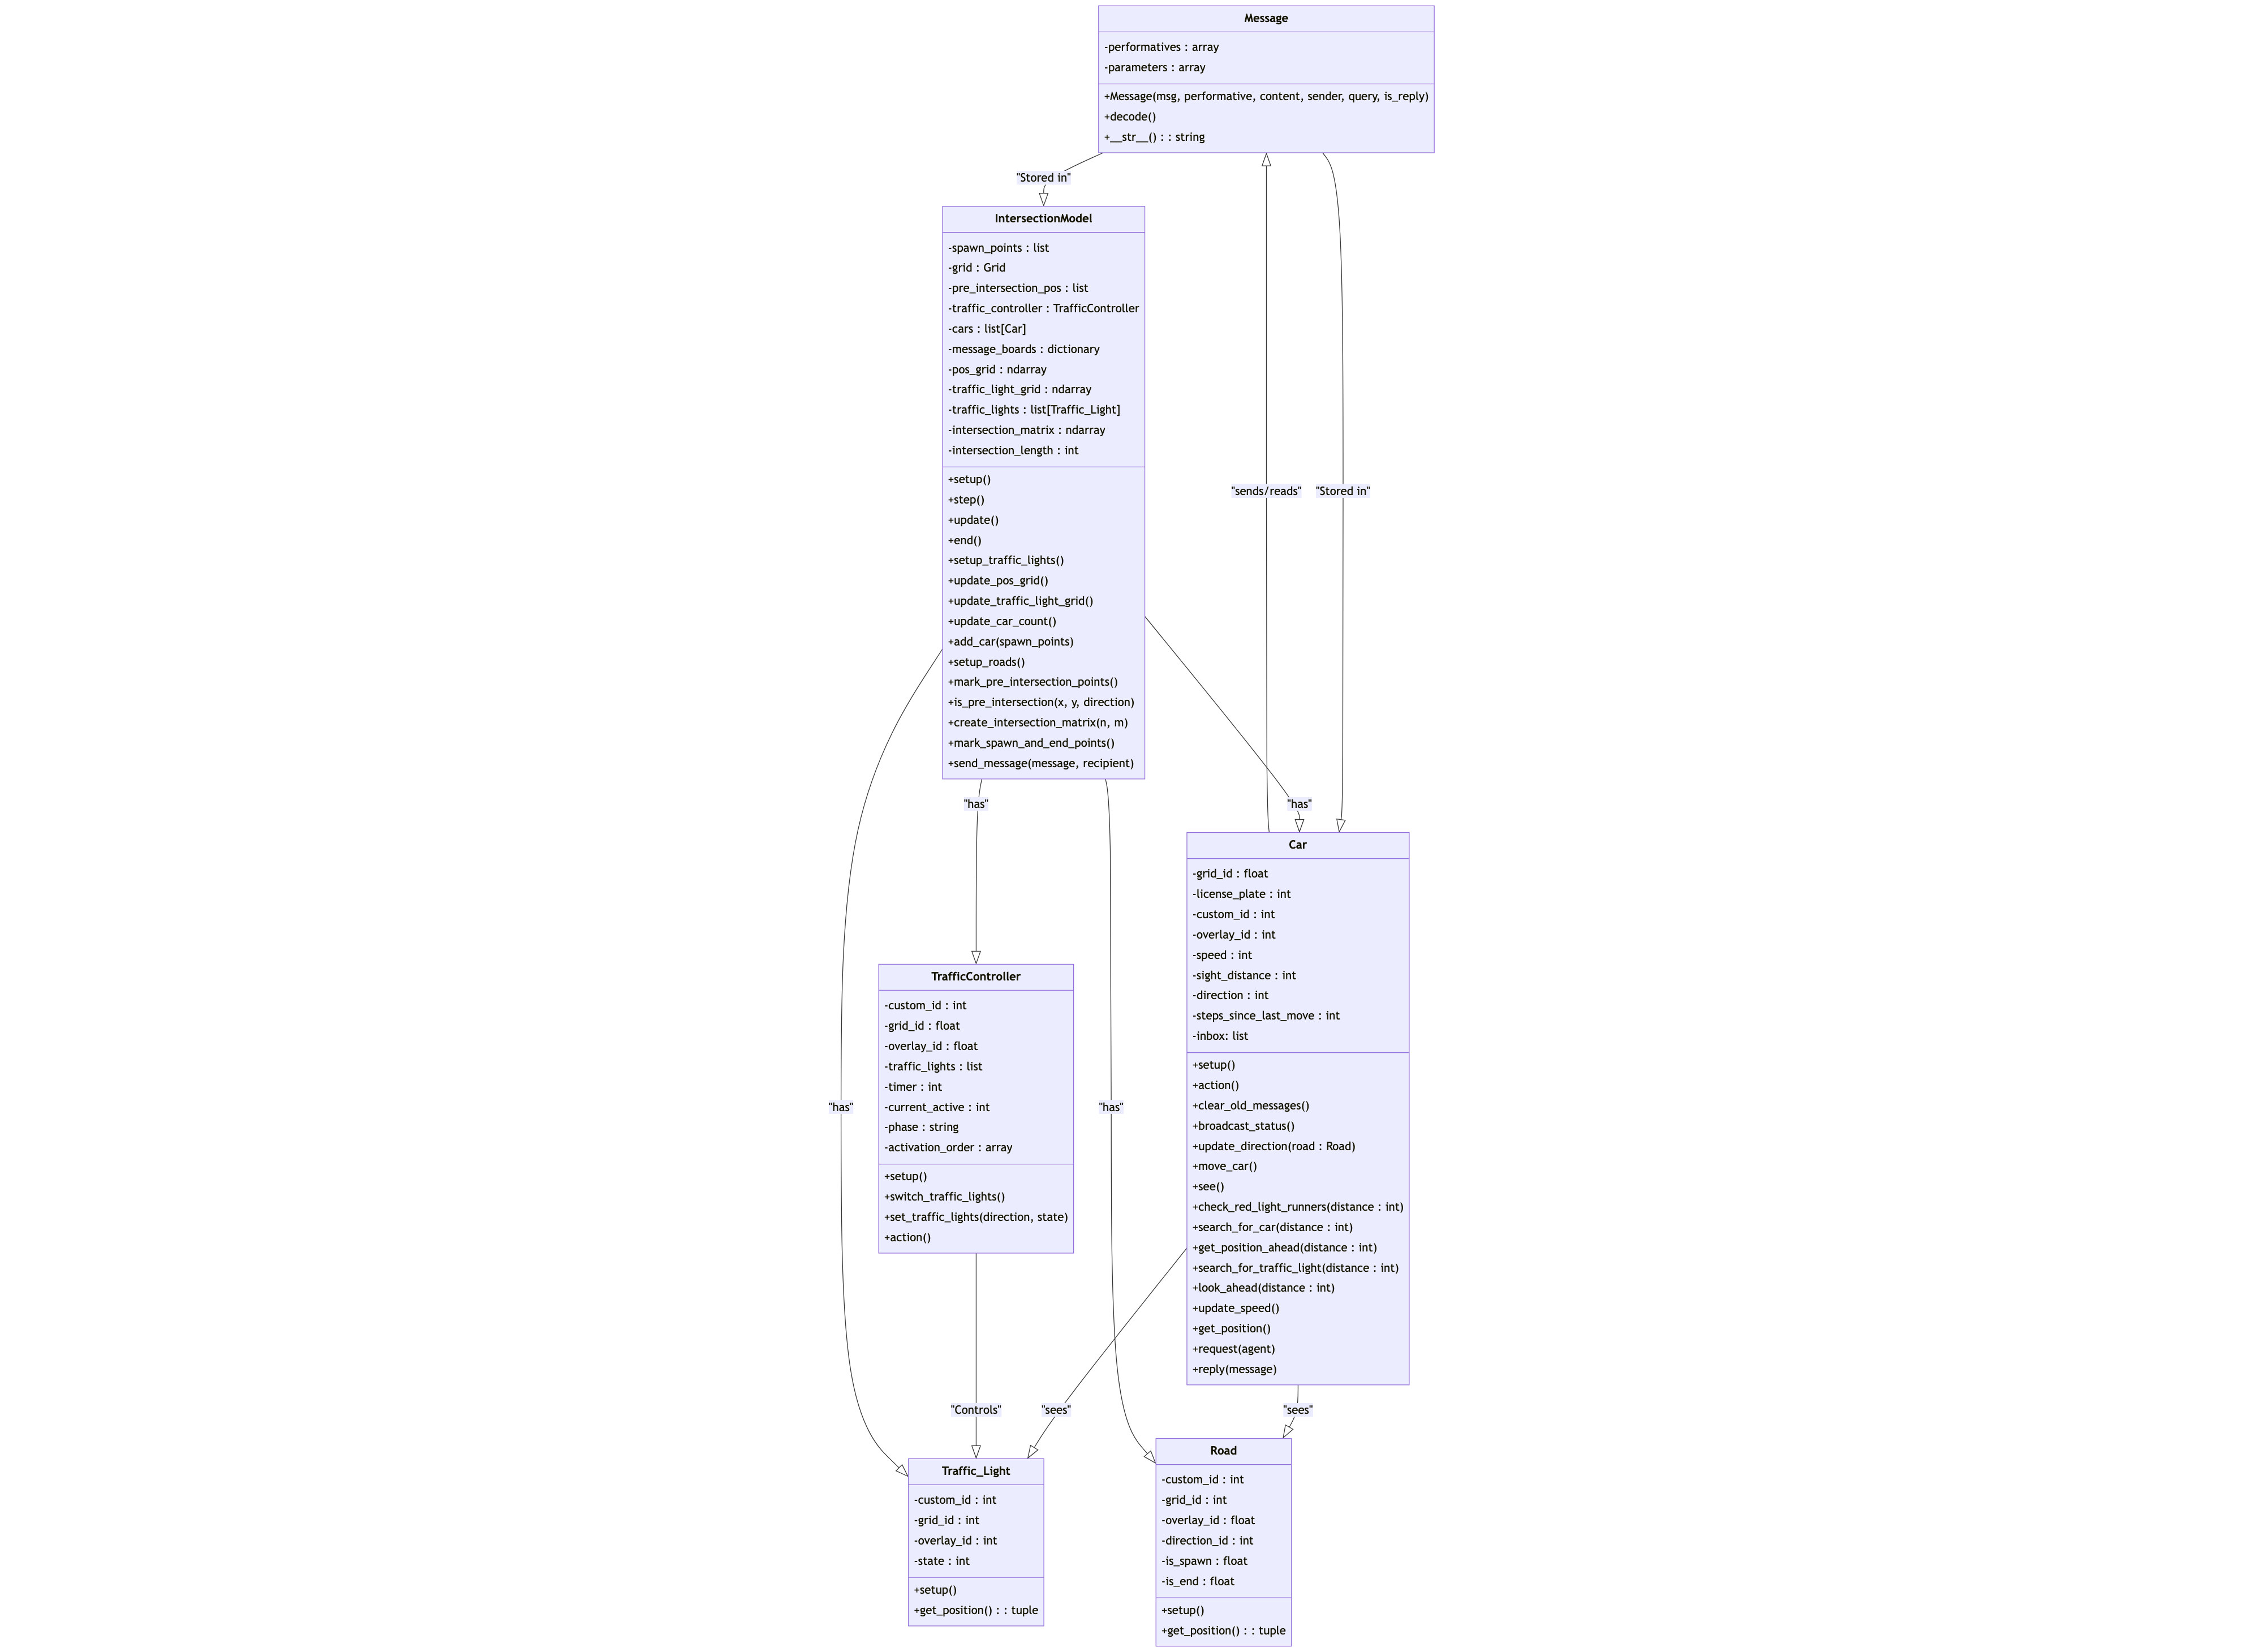 Message
-performatives : array
-parameters : array
+Message(msg, performative, content, sender, query, is_reply)
+decode()
+__str__() : : string
"Stored in"
IntersectionModel
-spawn_points : list
-grid : Grid
-pre_intersection_pos : list
-traffic_controller : TrafficController
-cars : list[Car]
-message_boards : dictionary
-pos_grid : ndarray
-traffic_light_grid : ndarray
-traffic_lights : list[Traffic_Light]
-intersection_matrix : ndarray
-intersection_length : int
+setup()
+step()
+update()
+end()
+setup_traffic_lights()
+update_pos_grid()
+update_traffic_light_grid()
+update_car_count()
+add_car(spawn_points)
+setup_roads()
+mark_pre_intersection_points()
+is_pre_intersection(x, y, direction)
+create_intersection_matrix(n, m)
+mark_spawn_and_end_points()
+send_message(message, recipient)
"sends/reads"
"Stored in"
"has"
"has"
Car
-grid_id : float
-license_plate : int
-custom_id : int
-overlay_id : int
-speed : int
-sight_distance : int
-direction : int
-steps_since_last_move : int
-inbox: list
+setup()
+action()
+clear_old_messages()
+broadcast_status()
+update_direction(road : Road)
+move_car()
+see()
+check_red_light_runners(distance : int)
+search_for_car(distance : int)
+get_position_ahead(distance : int)
+search_for_traffic_light(distance : int)
+look_ahead(distance : int)
+update_speed()
+get_position()
+request(agent)
+reply(message)
TrafficController
-custom_id : int
-grid_id : float
-overlay_id : float
-traffic_lights : list
-timer : int
-current_active : int
-phase : string
-activation_order : array
+setup()
+switch_traffic_lights()
+set_traffic_lights(direction, state)
+action()
"has"
"has"
"Controls"
"sees"
"sees"
Traffic_Light
-custom_id : int
-grid_id : int
-overlay_id : int
-state : int
+setup()
+get_position() : : tuple
Road
-custom_id : int
-grid_id : int
-overlay_id : float
-direction_id : int
-is_spawn : float
-is_end : float
+setup()
+get_position() : : tuple